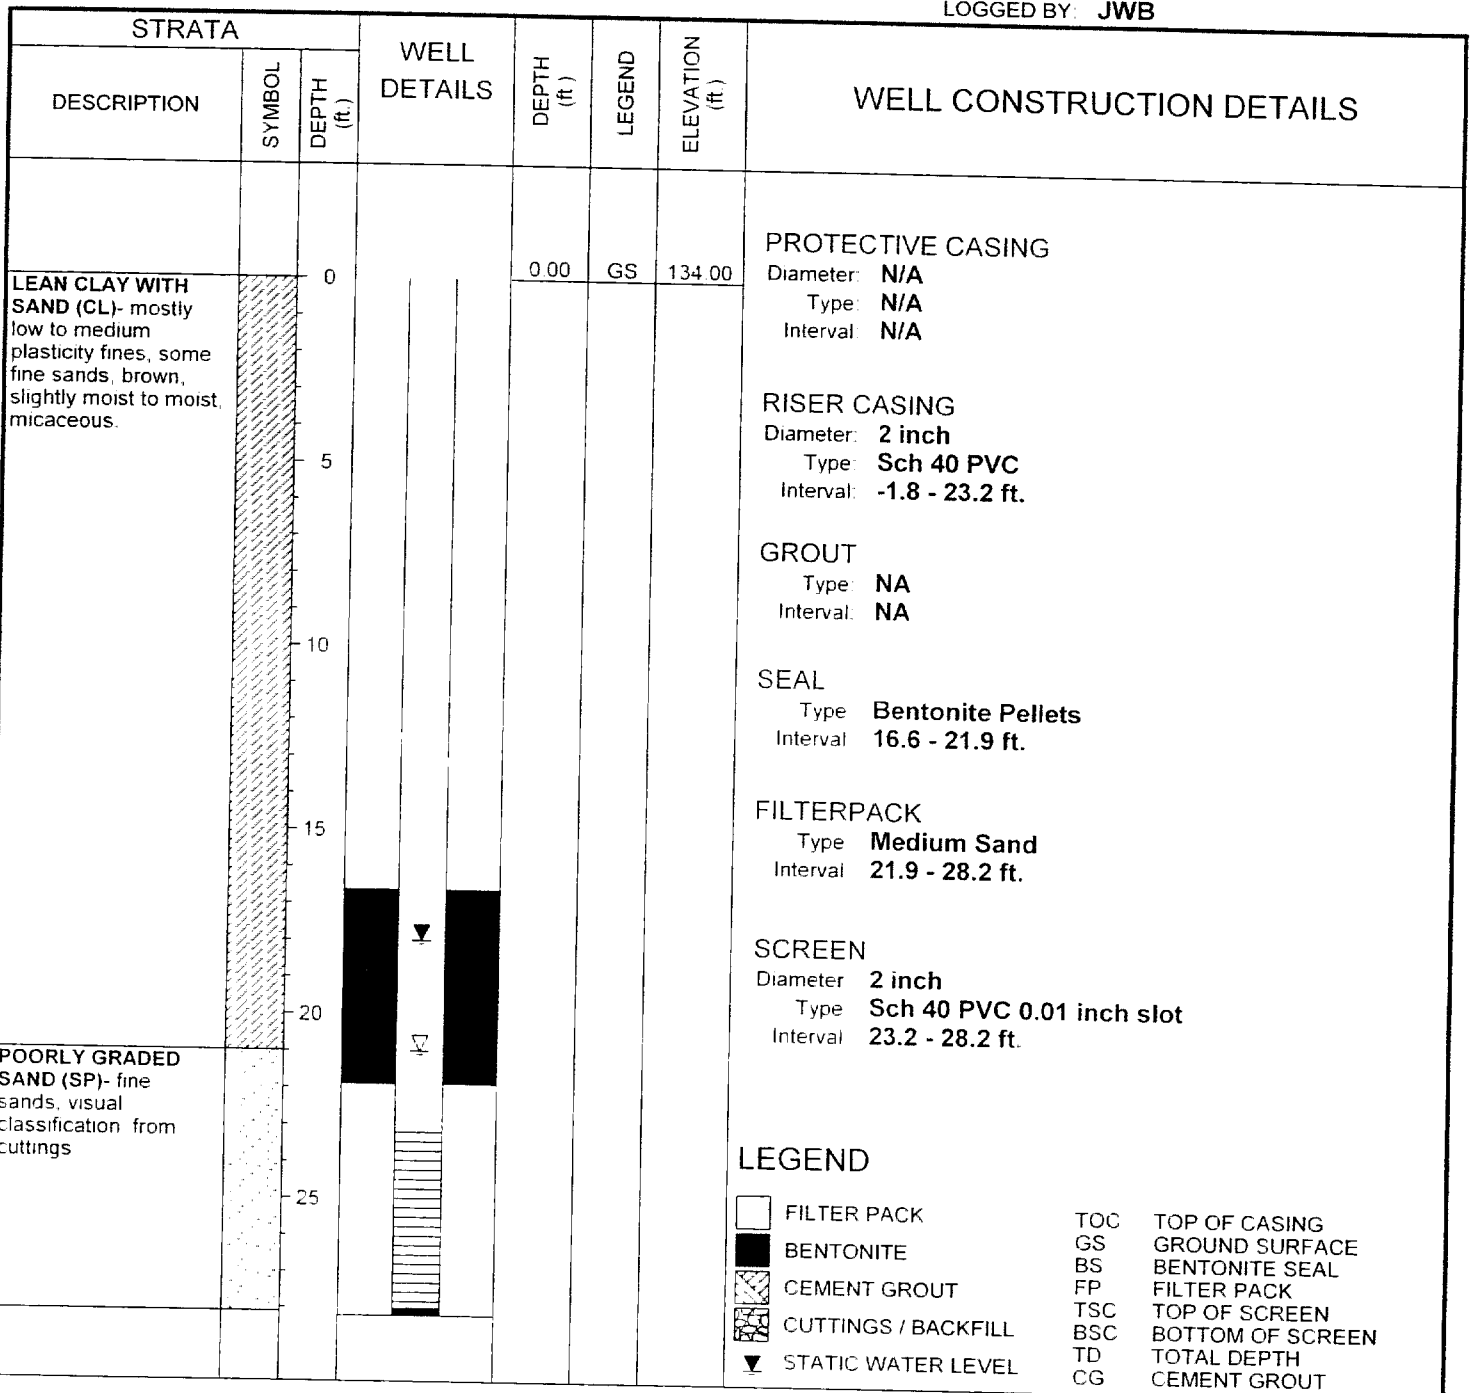 LOGGED BY: JWB
STRATA
DESCRIPTION
SYMBOL
DEPTH
(ft.)
WELL
DETAILS
DEPTH
(ft.)
LEGEND
ELEVATION
(ft.)
WELL CONSTRUCTION DETAILS
LEAN CLAY WITH
SAND (CL)- mostly
low to medium
plasticity fines, some
fine sands, brown,
slightly moist to moist,
micaceous.
POORLY GRADED
SAND (SP)- fine
sands, visual
classification from
cuttings
0
5
10
15
20
25
0.00 GS 134.00
PROTECTIVE CASING
Diameter: N/A
Type: N/A
Interval: N/A
RISER CASING
Diameter: 2 inch
Type: Sch 40 PVC
Interval: -1.8 - 23.2 ft.
GROUT
Type: NA
Interval: NA
SEAL
Type Bentonite Pellets
Interval 16.6 - 21.9 ft.
FILTERPACK
Type Medium Sand
Interval 21.9 - 28.2 ft.
SCREEN
Diameter 2 inch
Type Sch 40 PVC 0.01 inch slot
Interval 23.2 - 28.2 ft.
LEGEND
FILTER PACK
BENTONITE
CEMENT GROUT
CUTTINGS / BACKFILL
STATIC WATER LEVEL
TOC TOP OF CASING
GS GROUND SURFACE
BS BENTONITE SEAL
FP FILTER PACK
TSC TOP OF SCREEN
BSC BOTTOM OF SCREEN
TD TOTAL DEPTH
CG CEMENT GROUT